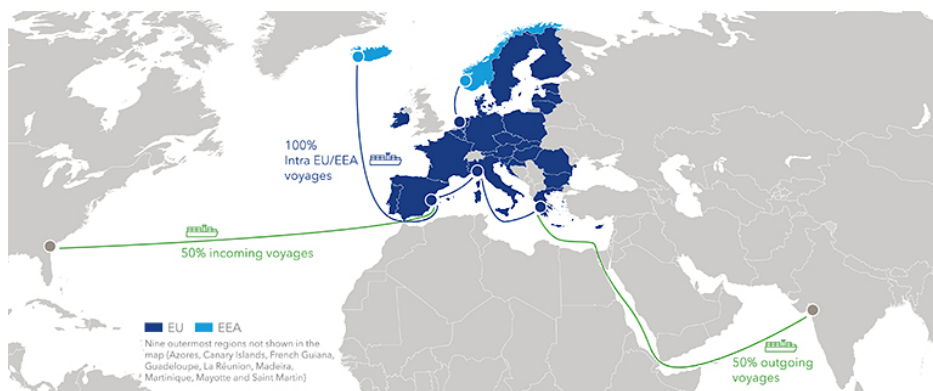 100%
Intra EU/EEA
voyages
50% incoming voyages
EU EEA
Nine outermost regions not shown in the
map (Azores, Canary Islands, French Guiana,
Guadeloupe, La Réunion, Madeira,
Martinique, Mayotte and Saint Martin)
50% outgoing
voyages